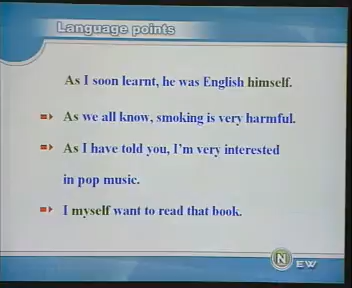 Language points
As I soon learnt, he was English himself.
As we all know, smoking is very harmful.
As I have told you, I'm very interested
in pop music.
I myself want to read that book.
NEW